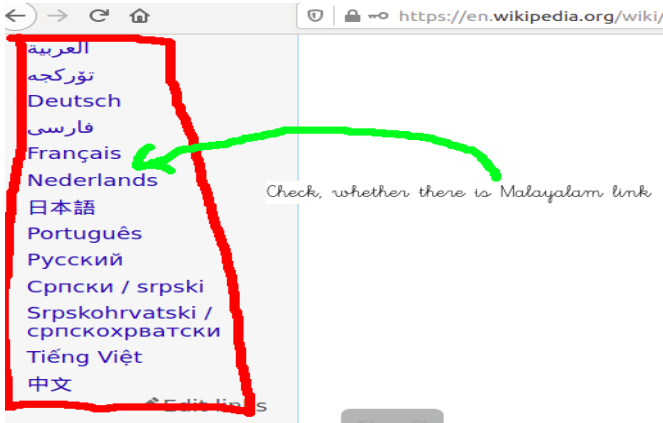 https://en.wikipedia.org/wiki/
العربية
تۆرکجه
Deutsch
فارسی
Français
Nederlands
日本語
Português
Русский
Српски / srpski
Srpskohrvatski /
српскохрватски
Tiếng Việt
中文
Edit links
Check, whether there is Malayalam link